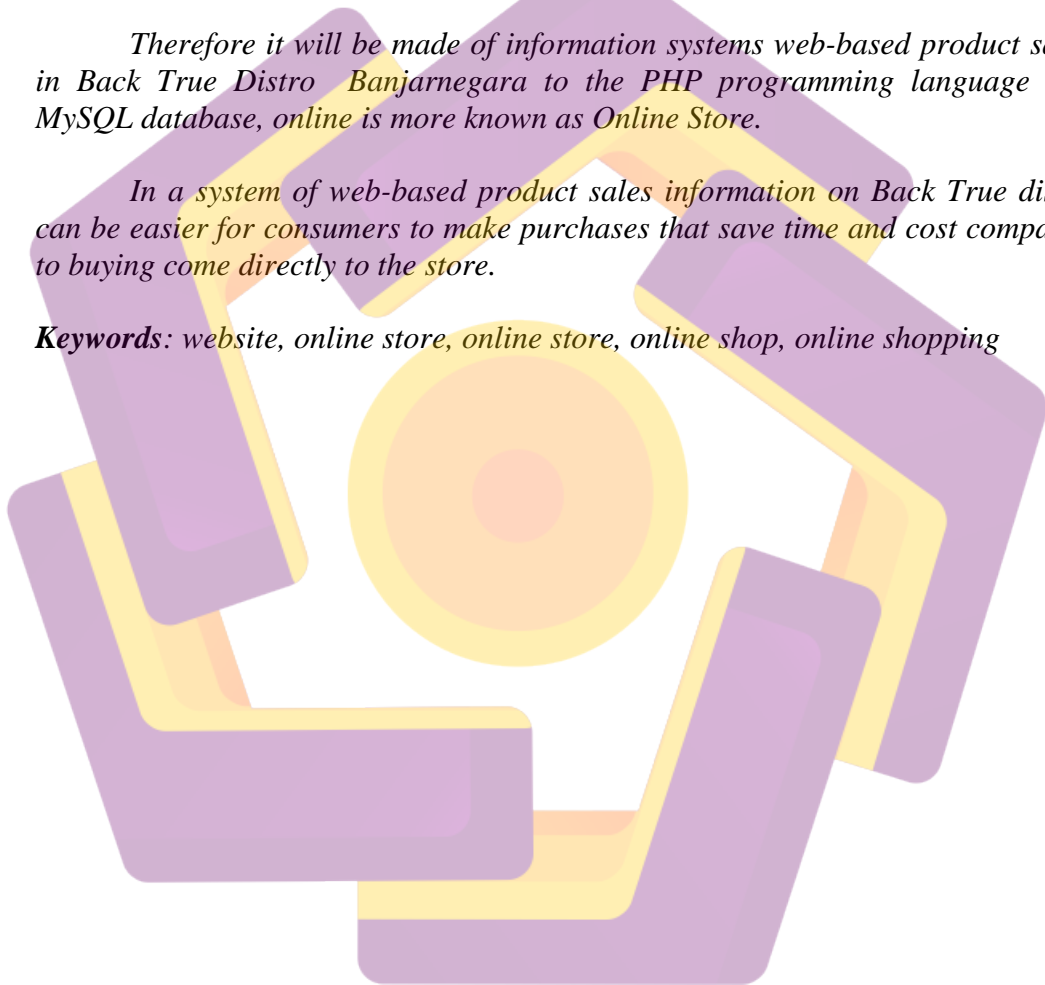 Therefore it will be made of information systems web-based product
in Back True Distro Banjarnegara to the PHP programming language
MySQL database, online is more known as Online Store.
In a system of web-based product sales information on Back True
can be easier for consumers to make purchases that save time and cost
to buying come directly to the store.
Keywords: website, online store, online store, online shop, online shopping